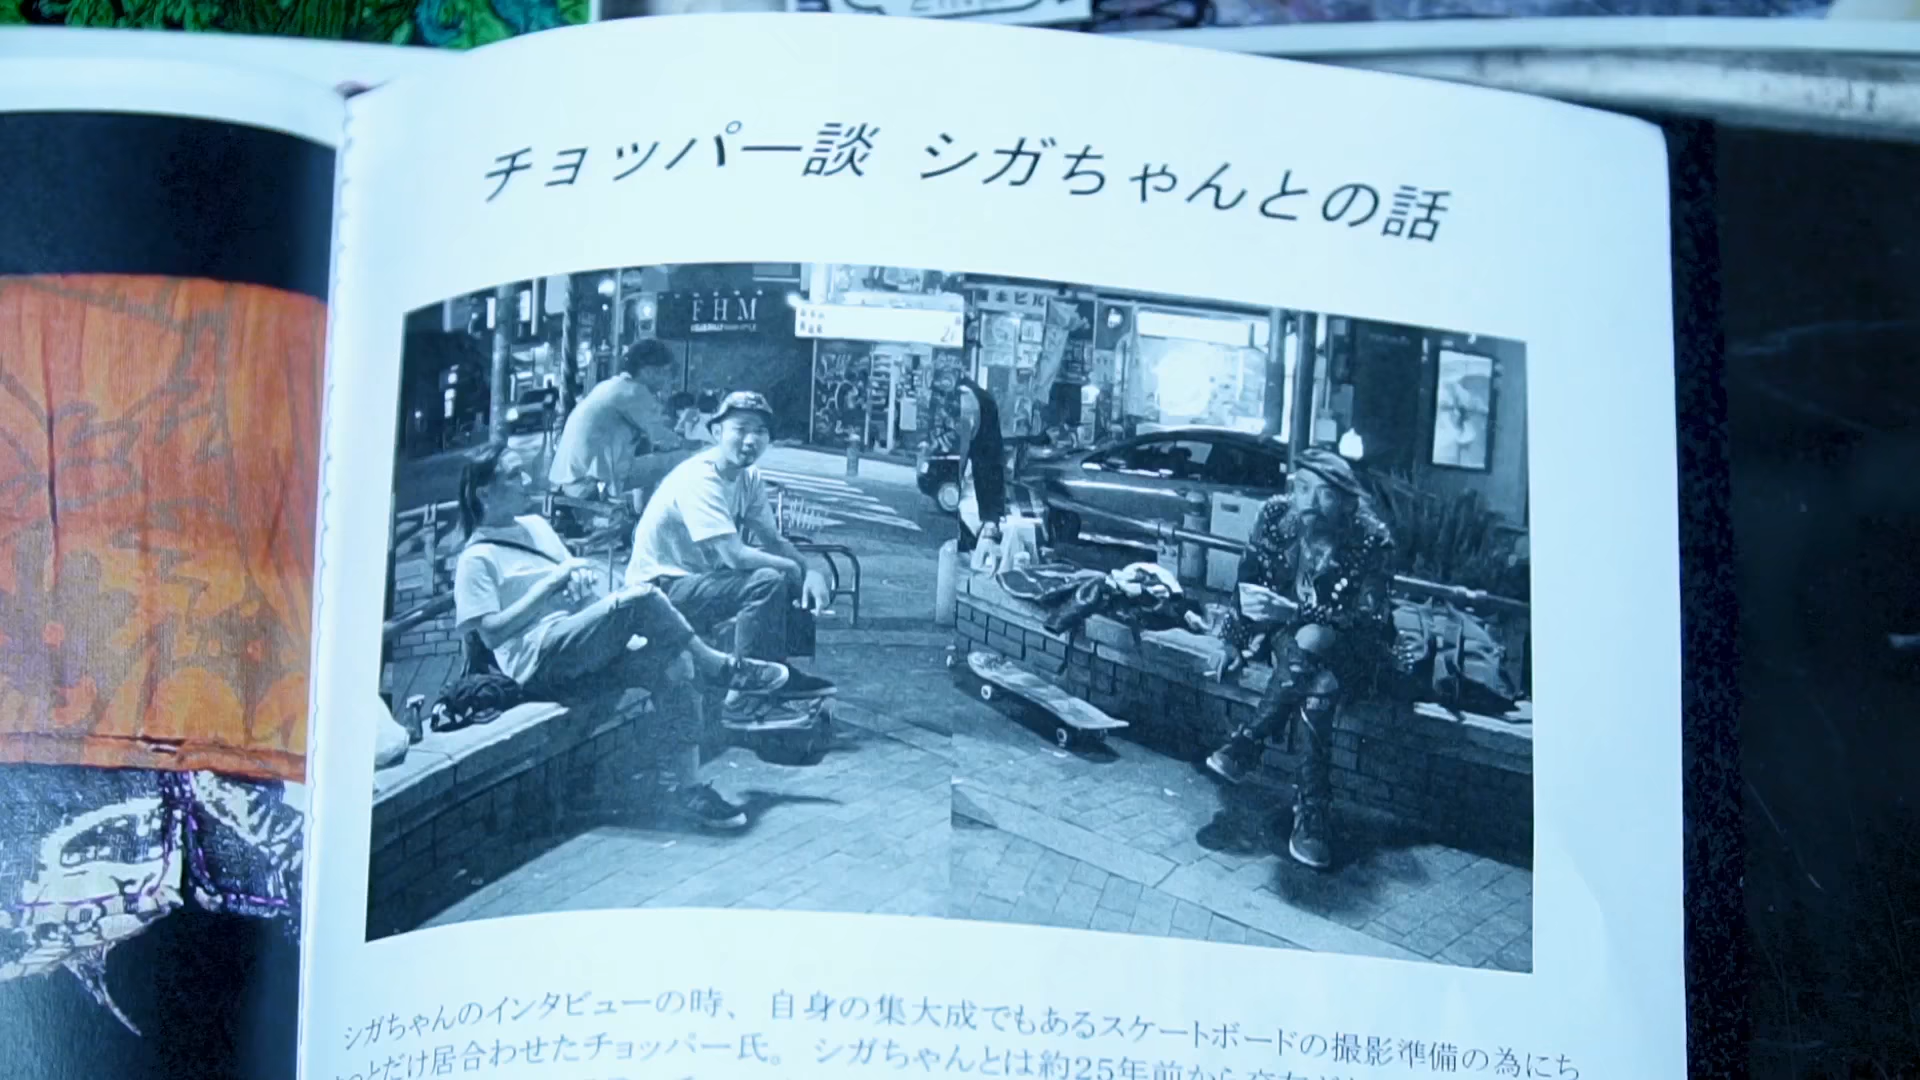 チョッパー談 シガちゃんとの話
FHM
シガちゃんのインタビューの時、自身の集大成でもあるスケートボードの撮影準備の為にち
ょっとだけ居合わせたチョッパー氏。シガちゃんとは約25年前から